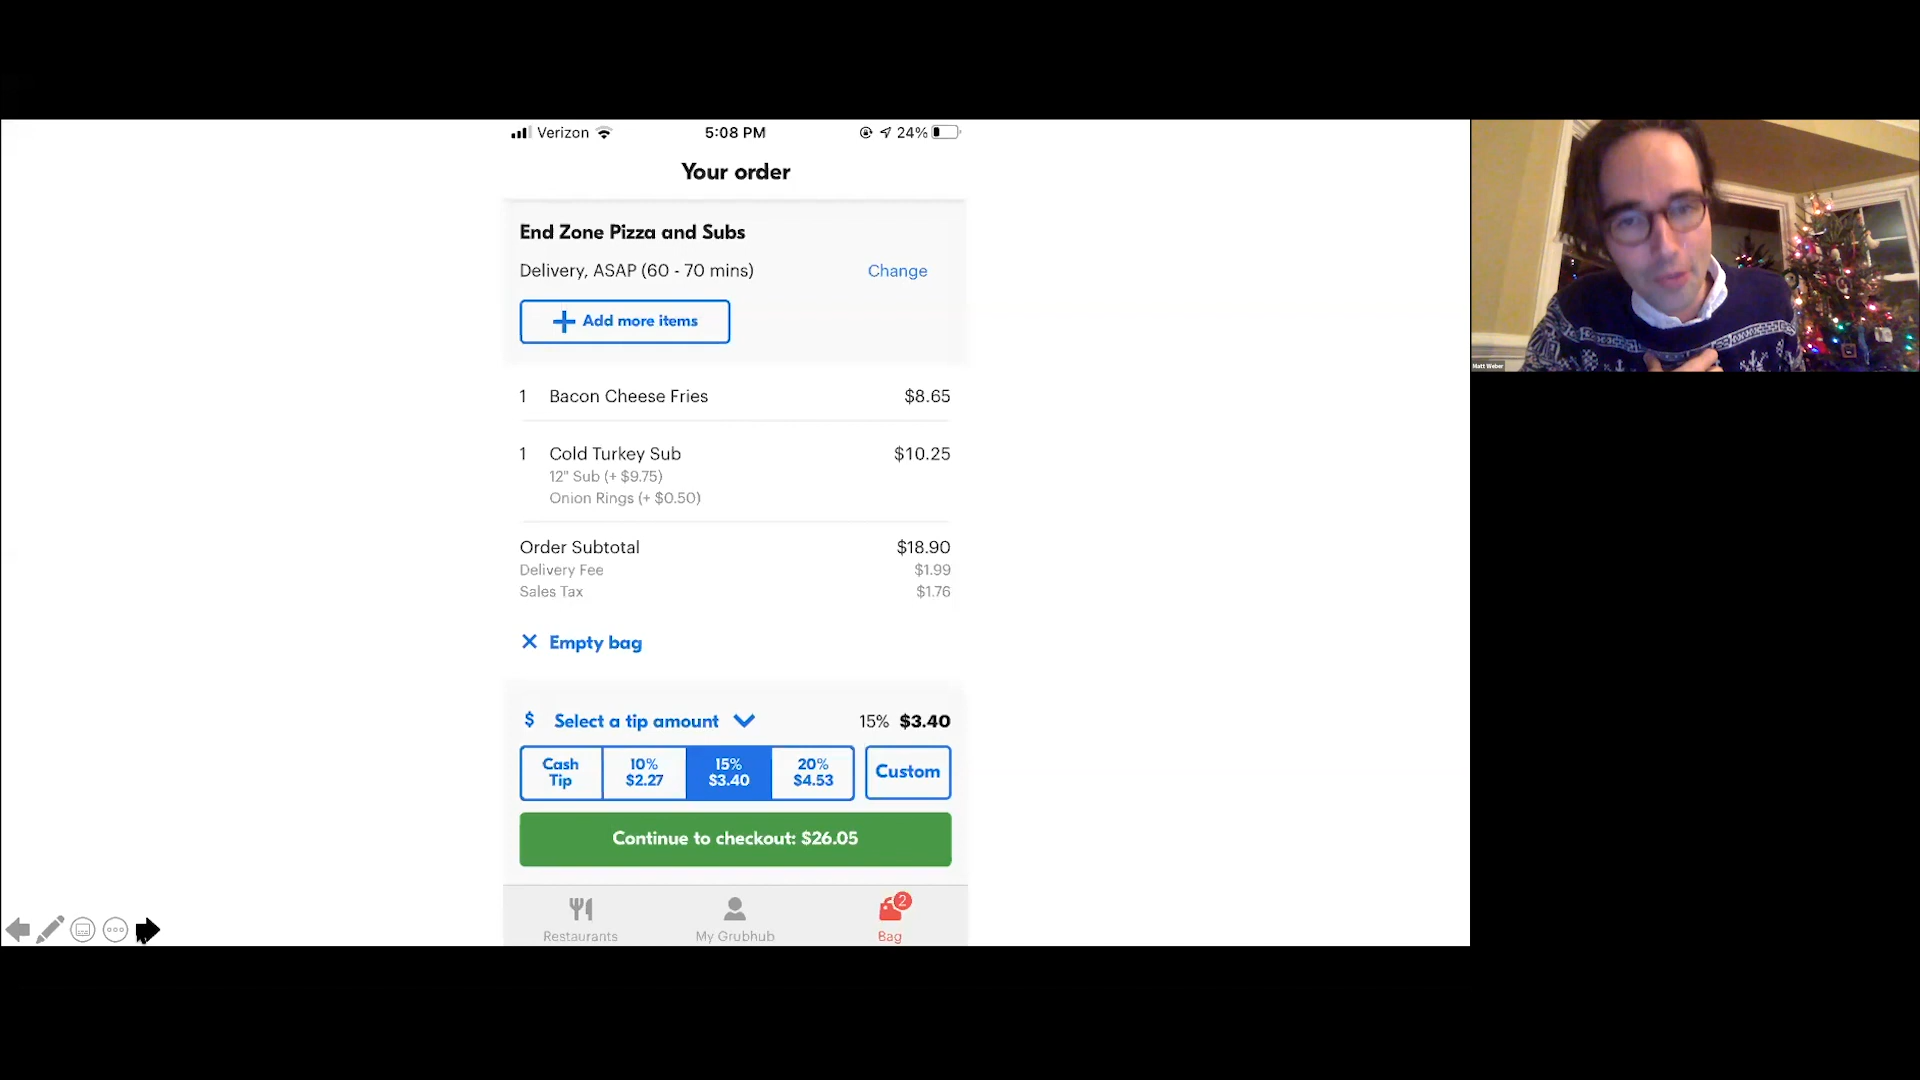 Verizon 5:08 PM 24%
Your order
End Zone Pizza and Subs
Delivery, ASAP (60 - 70 mins) Change
Add more items
1 Bacon Cheese Fries $8.65
1 Cold Turkey Sub $10.25
12" Sub (+ $9.75)
Onion Rings (+ $0.50)
Order Subtotal $18.90
Delivery Fee $1.99
Sales Tax $1.76
Empty bag
$ Select a tip amount 15% $3.40
Cash Tip 10% $2.27 15% $3.40 20% $4.53 Custom
Continue to checkout: $26.05
2
Restaurants My Grubhub Bag
Matt Weber